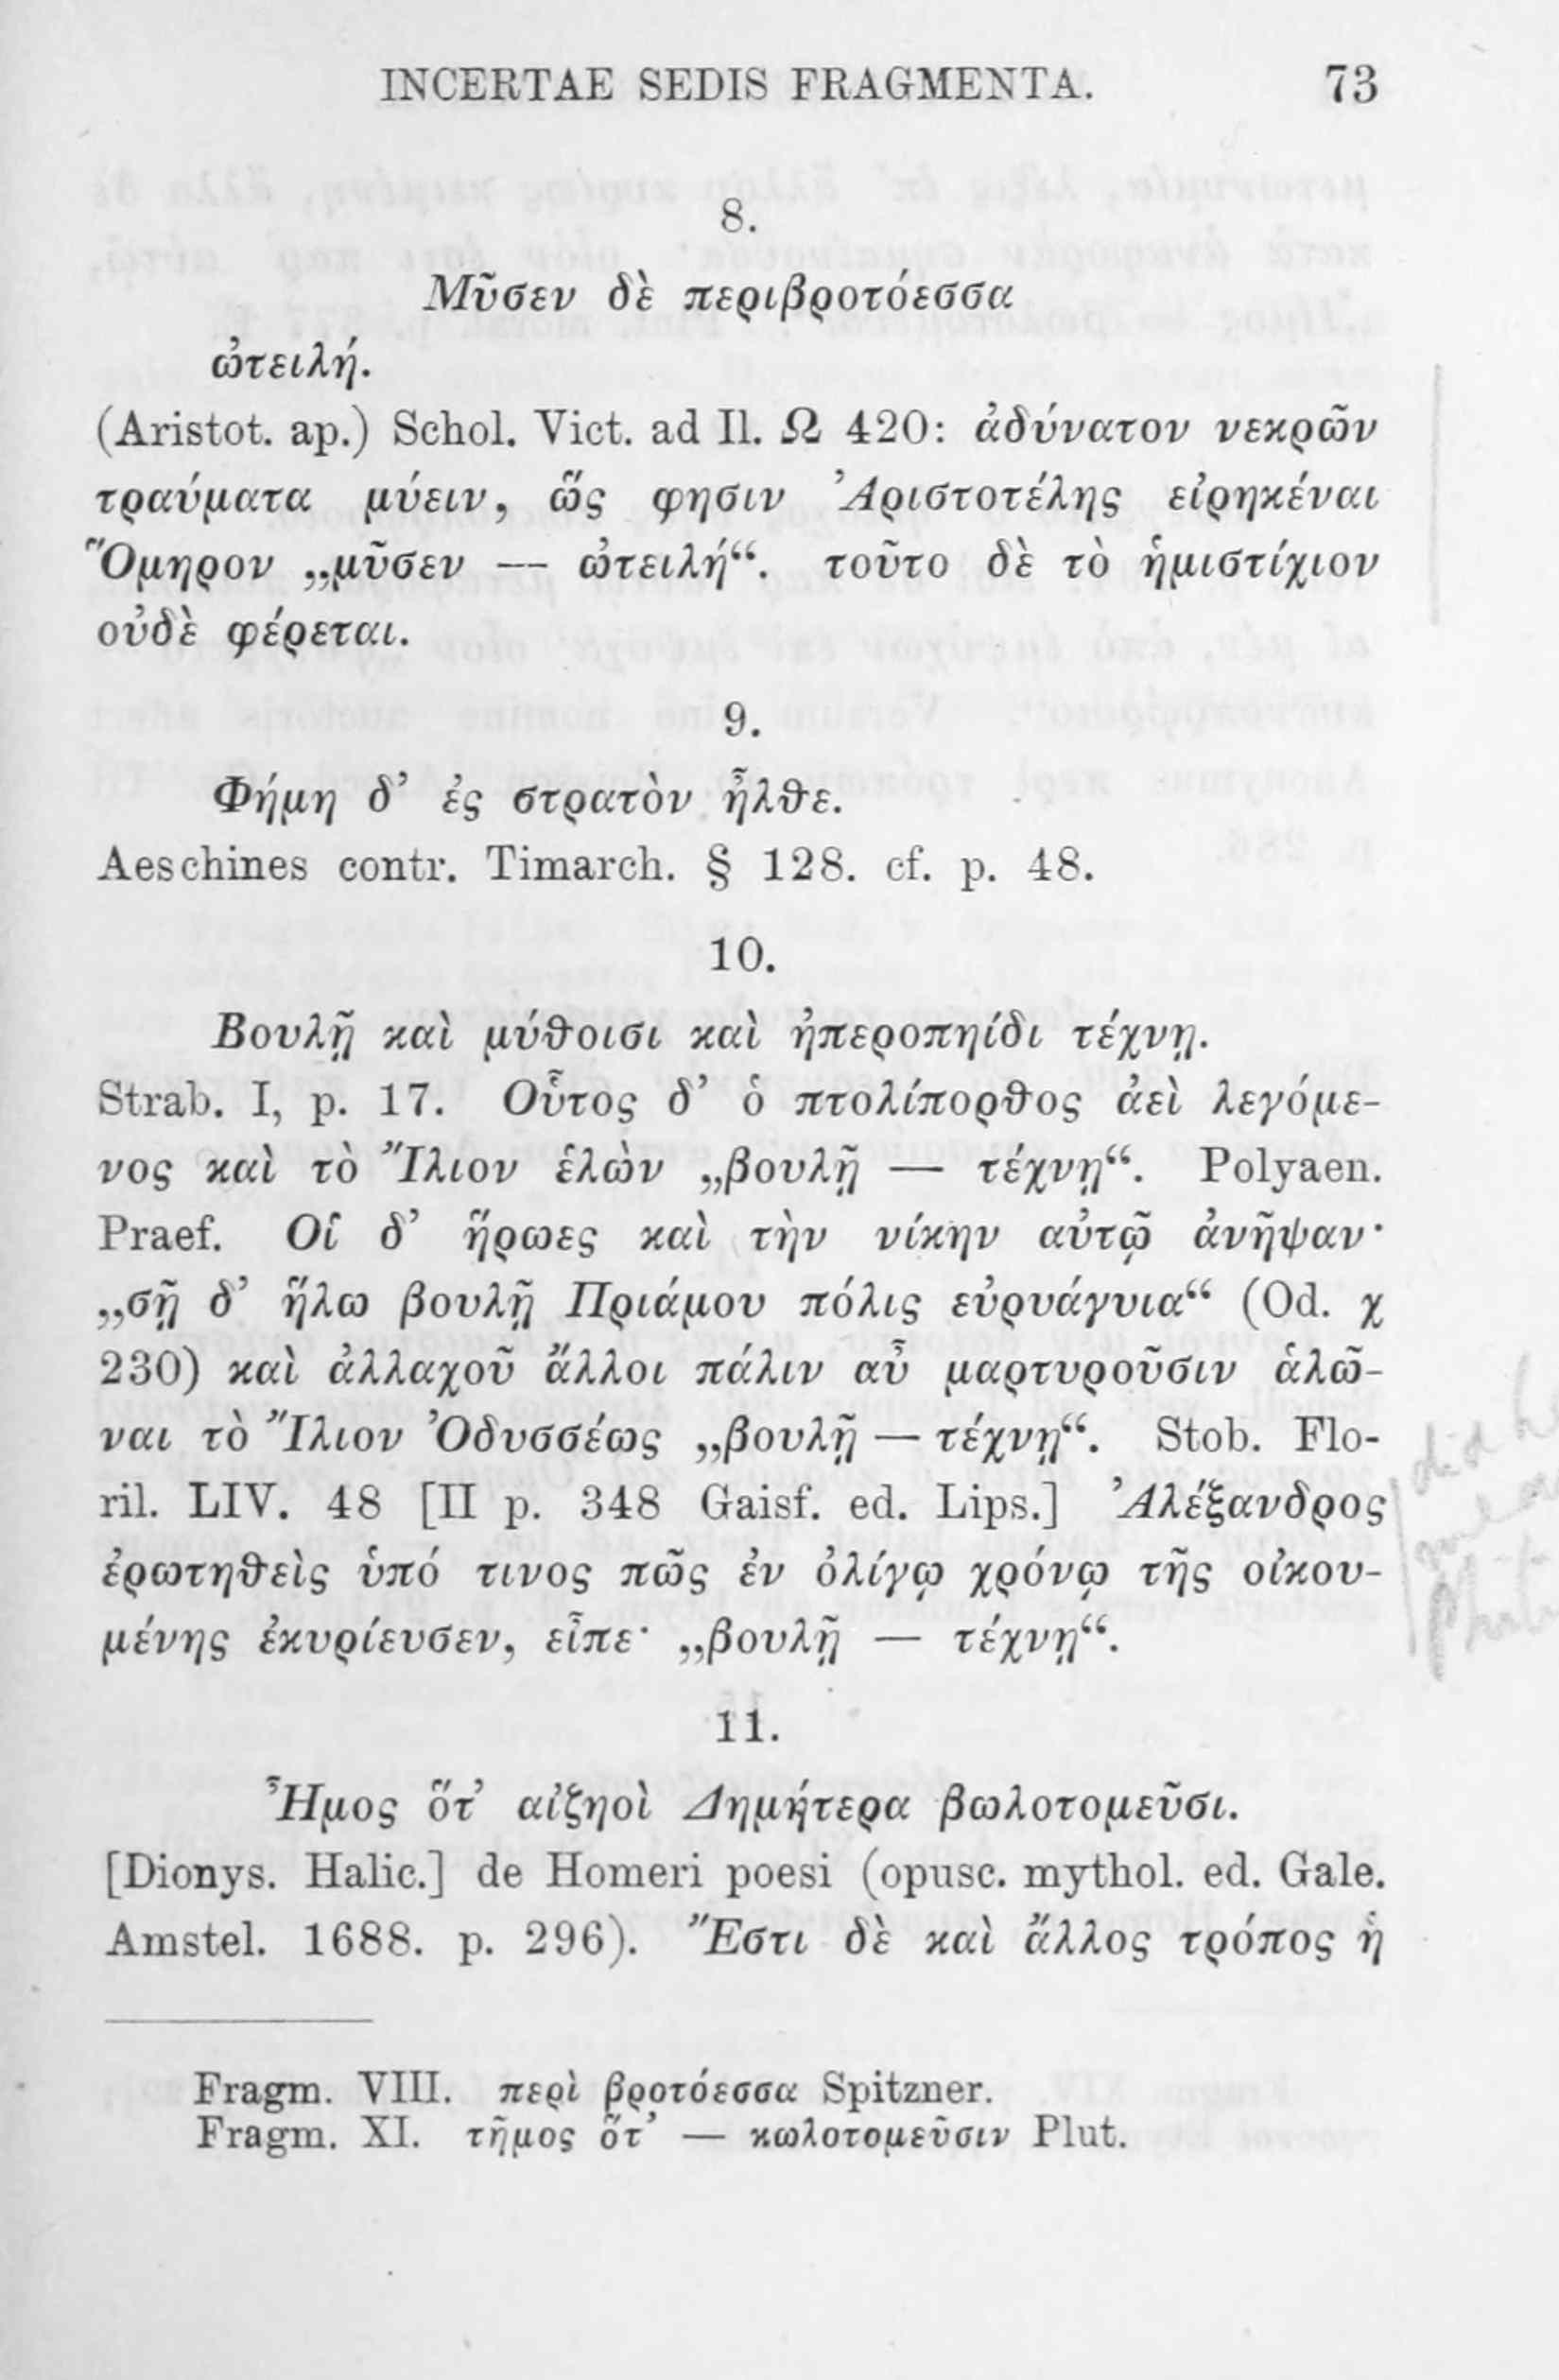 INCERTAE SEDIS FRAGMENTA. 73
8.
Μῦσεν δὲ περιβροτόεσσα
ὠτειλή.
(Aristot. ap.) Schol. Vict. ad Il. Ω 420: ἀδύνατον νεκρῶν
τραύματα μύειν, ὥς φησιν Ἀριστοτέλης εἰρηκέναι
Ὅμηρον „μῦσεν — ὠτειλή“. τοῦτο δὲ τὸ ἡμιστίχιον
οὐδὲ φέρεται.
9.
Φήμη δ’ ἐς στρατὸν ἦλθε.
Aeschines contr. Timarch. § 128. cf. p. 48.
10.
Βουλῇ καὶ μύθοισι καὶ ἠπεροπηίδι τέχνῃ.
Strab. I, p. 17. Οὗτος δ’ ὁ πτολίπορθος ἀεὶ λεγόμε-
νος καὶ τὸ Ἴλιον ἑλὼν „βουλῇ — τέχνῃ“. Polyaen.
Praef. Οἱ δ’ ἥρωες καὶ τὴν νίκην αὐτῷ ἀνῆψαν·
„σῇ δ’ ἥλω βουλῇ Πριάμου πόλις εὐρυάγυια“ (Od. χ
230) καὶ ἀλλαχοῦ ἄλλοι πάλιν αὖ μαρτυροῦσιν ἁλῶ-
ναι τὸ Ἴλιον Ὀδυσσέως „βουλῇ — τέχνῃ“. Stob. Flo-
ril. LIV. 48 [II p. 348 Gaisf. ed. Lips.] Ἀλέξανδρος
ἐρωτηθεὶς ὑπό τινος πῶς ἐν ὀλίγῳ χρόνῳ τῆς οἰκου-
μένης ἐκυρίευσεν, εἶπε· „βουλῇ — τέχνῃ“.
did
11.
Ἦμος ὅτ’ αἰζηοὶ Δημήτερα βωλοτομεῦσι.
[Dionys. Halic.] de Homeri poesi (opusc. mythol. ed. Gale.
Amstel. 1688. p. 296). Ἔστι δὲ καὶ ἄλλος τρόπος ἡ
Fragm. VIII. περὶ βροτόεσσα Spitzner.
Fragm. XI. τῆμος ὅτ’ — κωλοτομεῦσιν Plut.